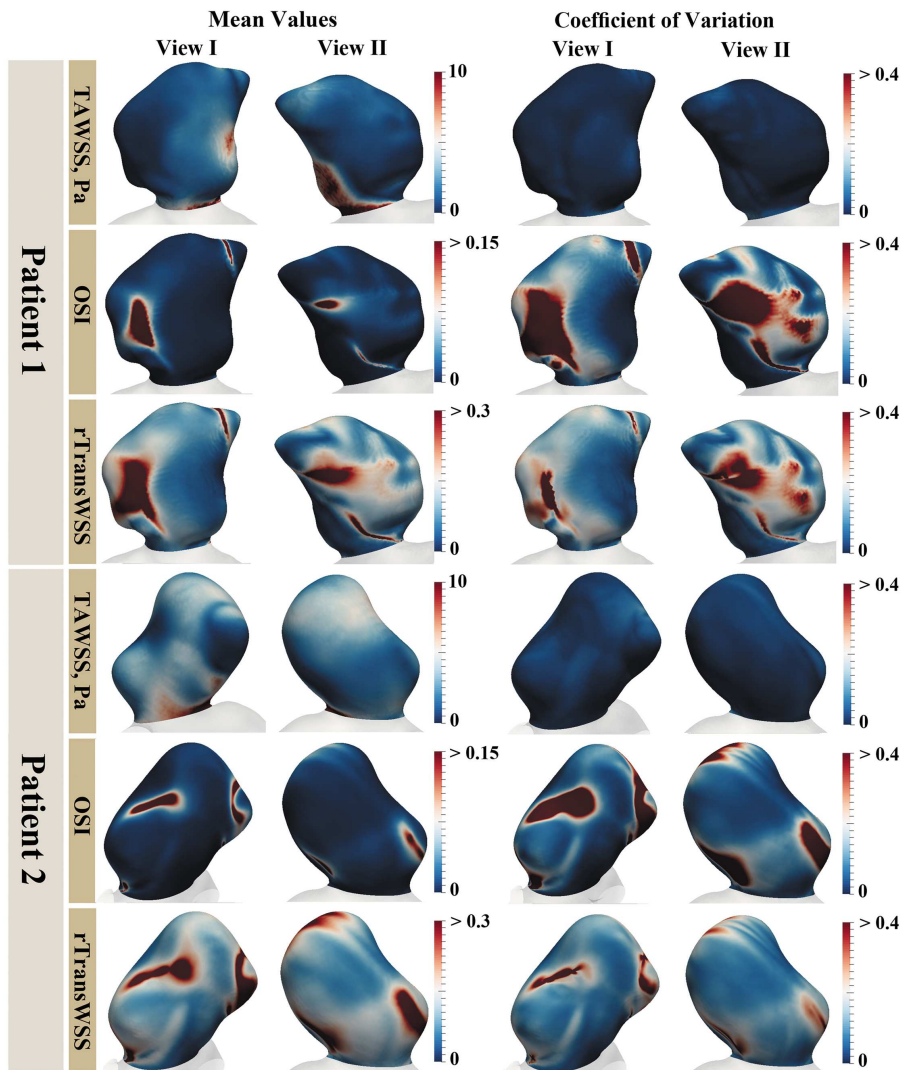 Mean Values
Coefficient of Variation
View I
View II
View I
View II
Patient 1
TAWSS, Pa
10
0
> 0.4
0
OSI
> 0.15
0
> 0.4
0
rTransWSS
> 0.3
0
> 0.4
0
Patient 2
TAWSS, Pa
10
0
> 0.4
0
OSI
> 0.15
0
> 0.4
0
rTransWSS
> 0.3
0
> 0.4
0